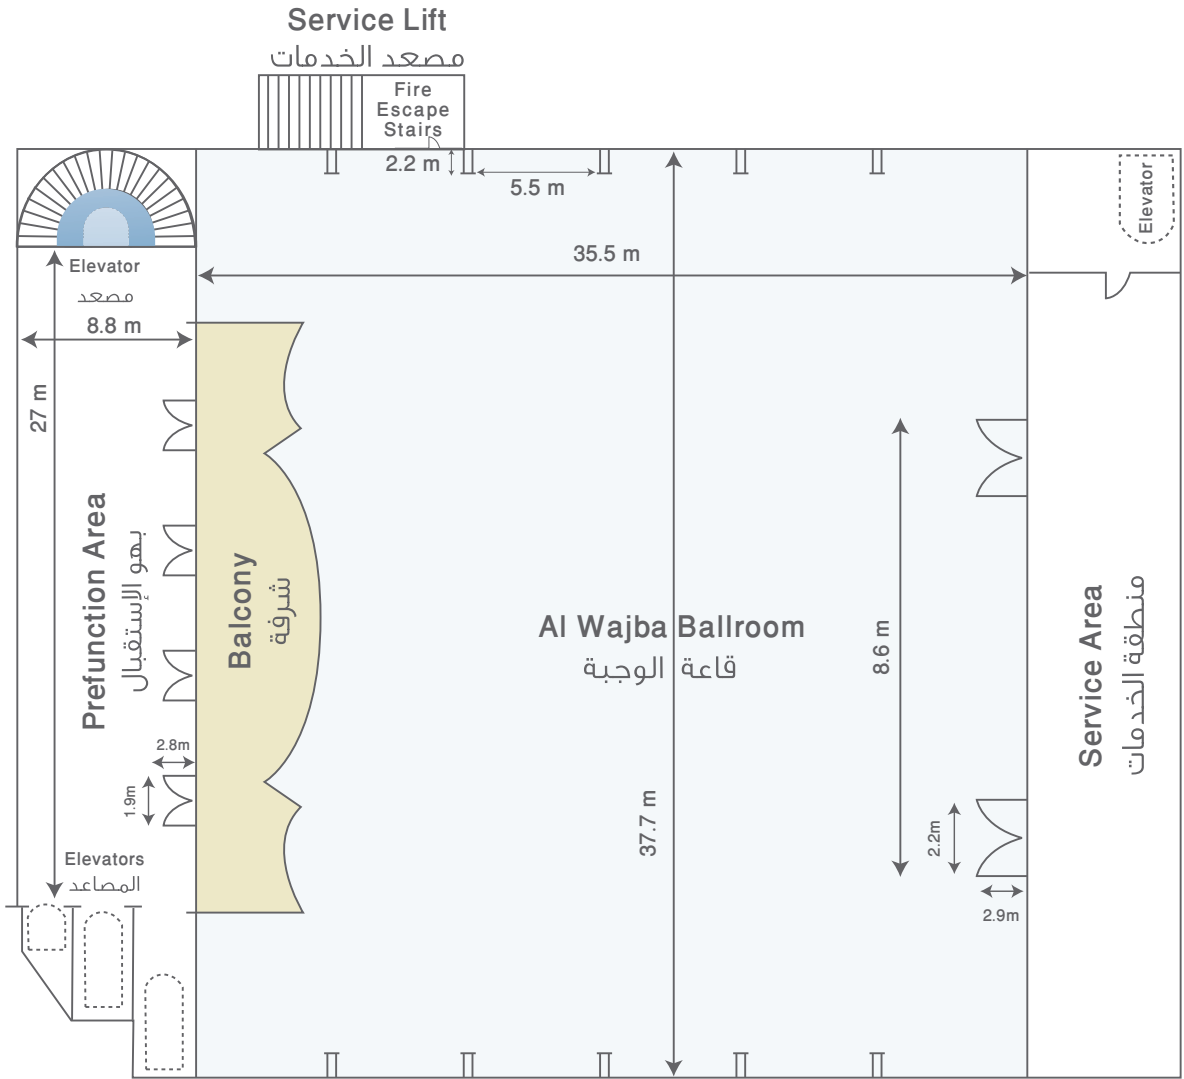 Service Lift
مصعد الخدمات
Fire
Escape
Stairs
2.2 m
5.5 m
Elevator
35.5 m
Elevator
مصعد
8.8 m
27 m
Prefunction Area
بهو الإستقبال
Balcony
شرفة
Al Wajba Ballroom
قاعة الوجبة
8.6 m
Service Area
منطقة الخدمات
2.8m
1.9m
37.7 m
2.2m
2.9m
Elevators
المصاعد